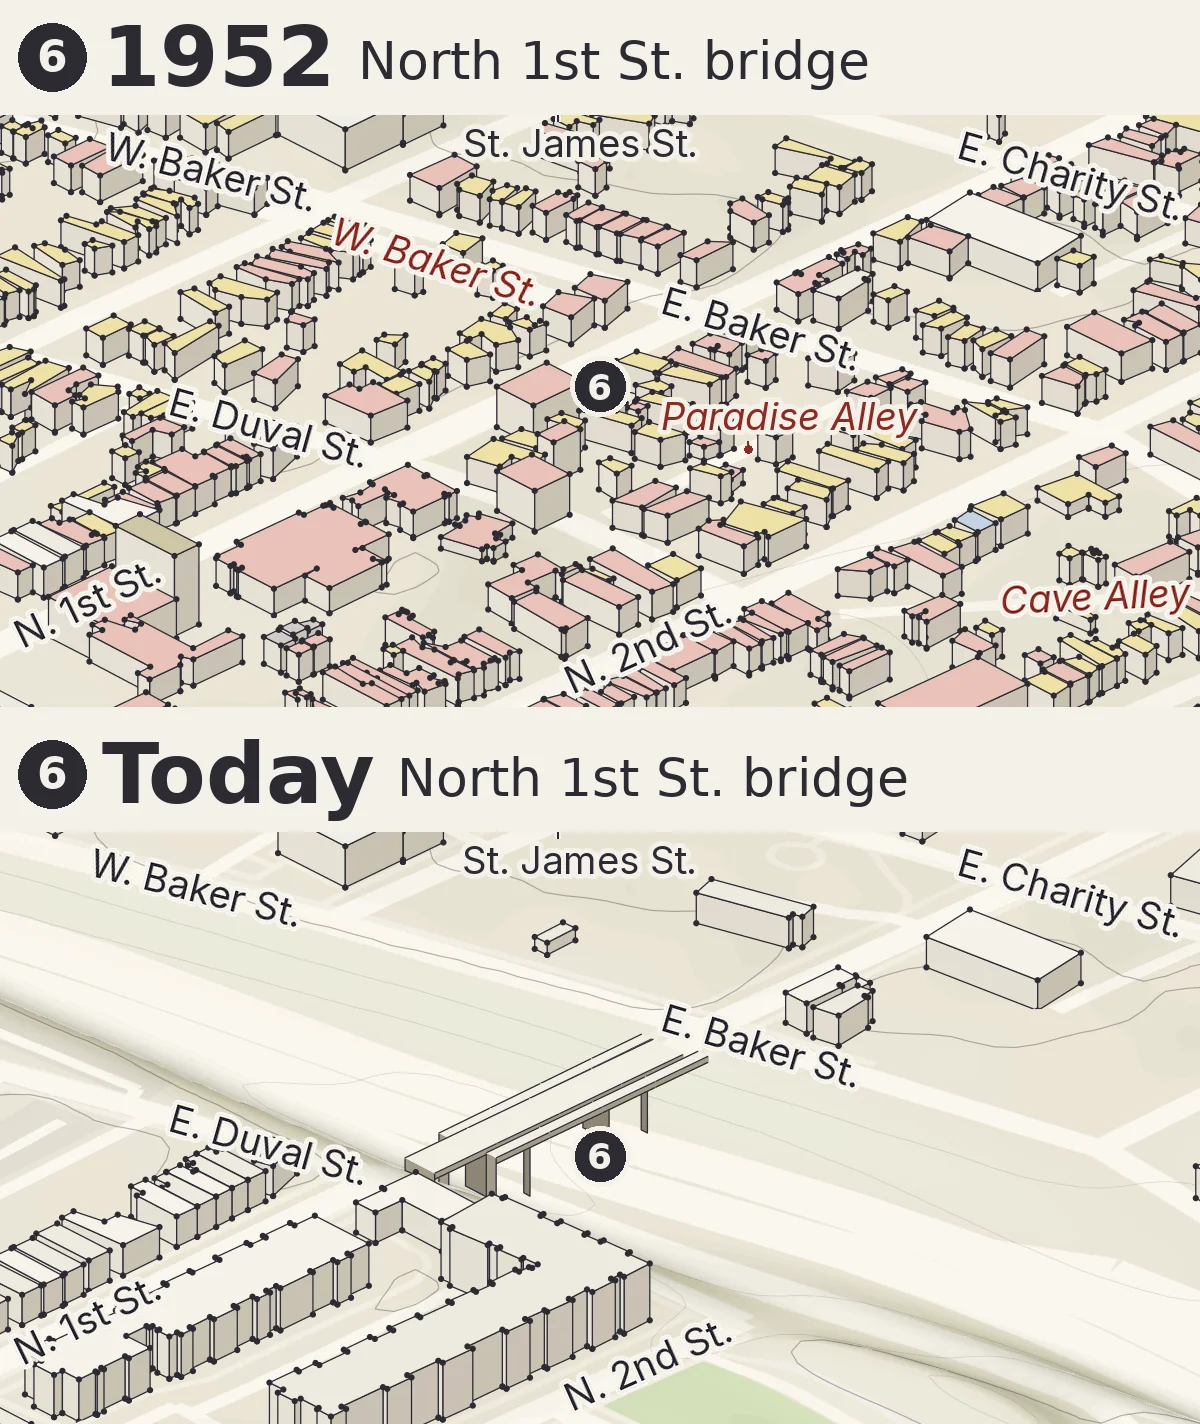 6 1952 North 1st St. bridge
St. James St.
W. Baker St.
E. Charity St.
W. Baker St.
E. Baker St.
6
Paradise Alley
E. Duval St.
N. 1st St.
Cave Alley
N. 2nd St.
6 Today North 1st St. bridge
W. Baker St.
St. James St.
E. Charity St.
E. Baker St.
E. Duval St.
6
N. 1st St.
N. 2nd St.